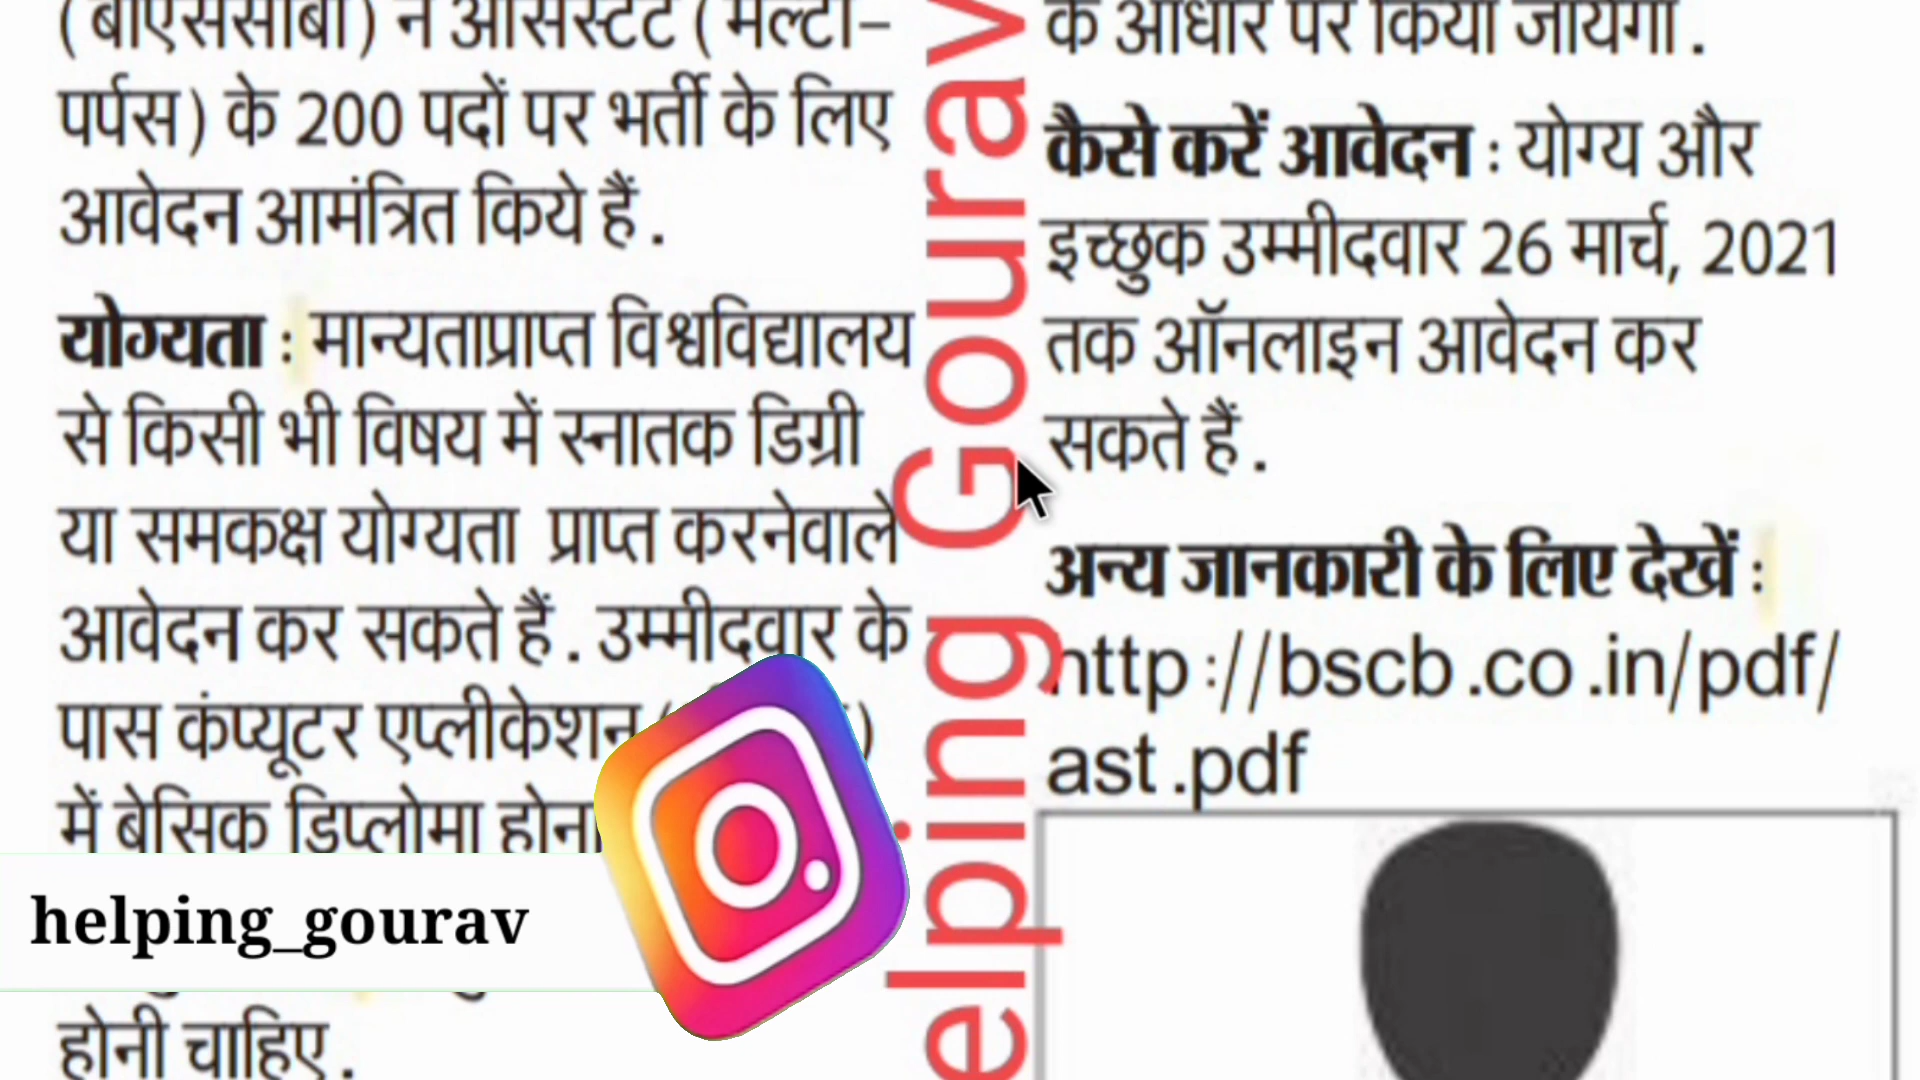 (बीएससीबी) ने असिस्टेंट (मल्टी-
पर्पस) के 200 पदों पर भर्ती के लिए
आवेदन आमंत्रित किये हैं.
योग्यता : मान्यताप्राप्त विश्वविद्यालय
से किसी भी विषय में स्नातक डिग्री
या समकक्ष योग्यता प्राप्त करनेवाले
आवेदन कर सकते हैं. उम्मीदवार के
पास कंप्यूटर एप्लीकेशन
में बेसिक डिप्लोमा होना
होनी चाहिए.
के आधार पर किया जायेगा.
कैसे करें आवेदन : योग्य और
इच्छुक उम्मीदवार 26 मार्च, 2021
तक ऑनलाइन आवेदन कर
सकते हैं.
अन्य जानकारी के लिए देखें :
http://bscb.co.in/pdf/
ast.pdf
elping Gourav
helping_gourav